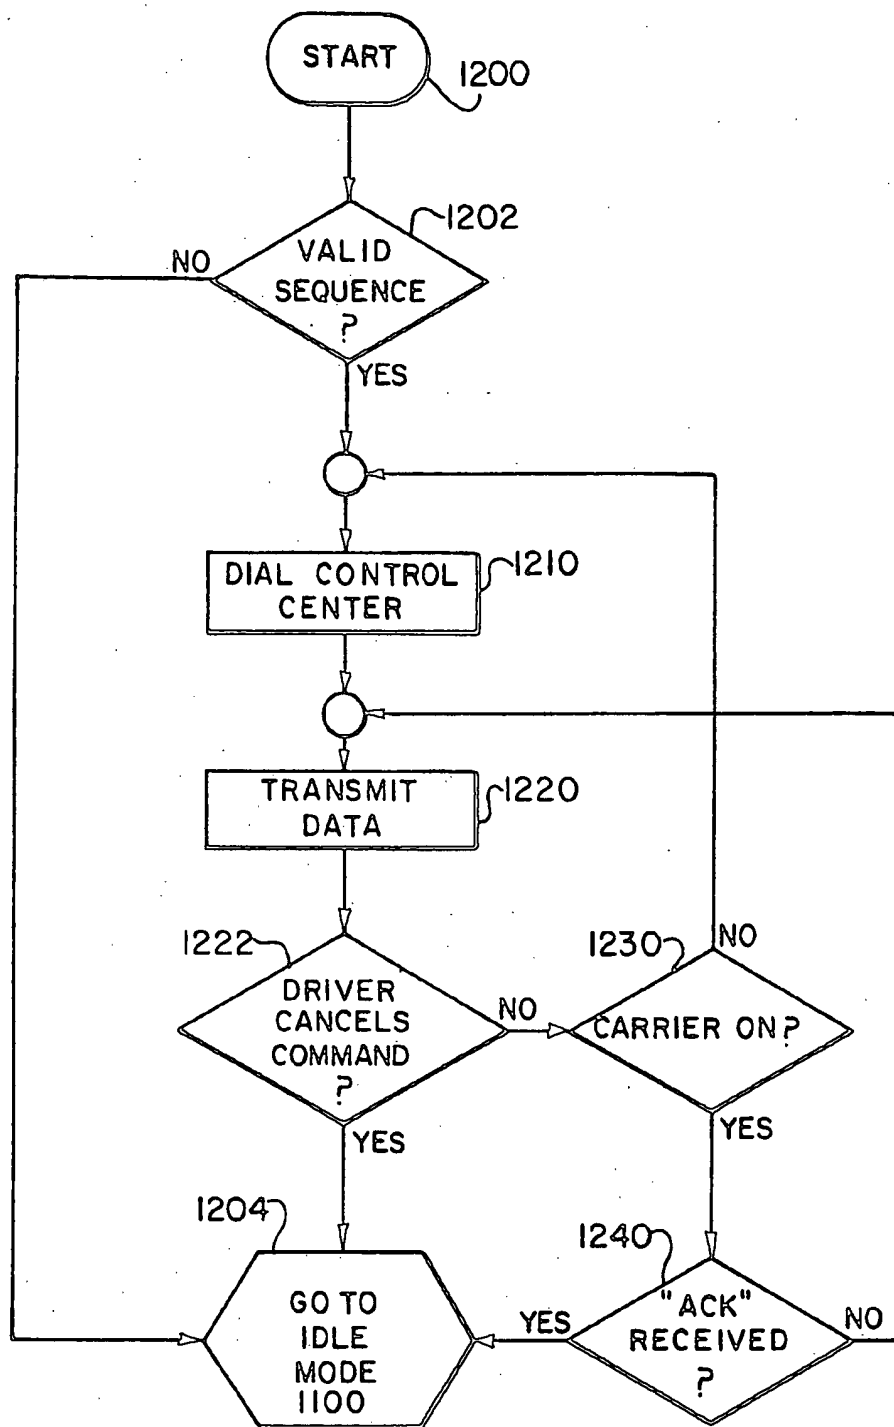 START
1200
1202
NO
VALID
SEQUENCE
?
YES
DIAL CONTROL
CENTER
1210
TRANSMIT
DATA
1220
1222
DRIVER
CANCELS
COMMAND
?
NO
1230
NO
CARRIER ON?
YES
YES
1204
GO TO
IDLE
MODE
1100
1240
YES
"ACK"
RECEIVED
?
NO